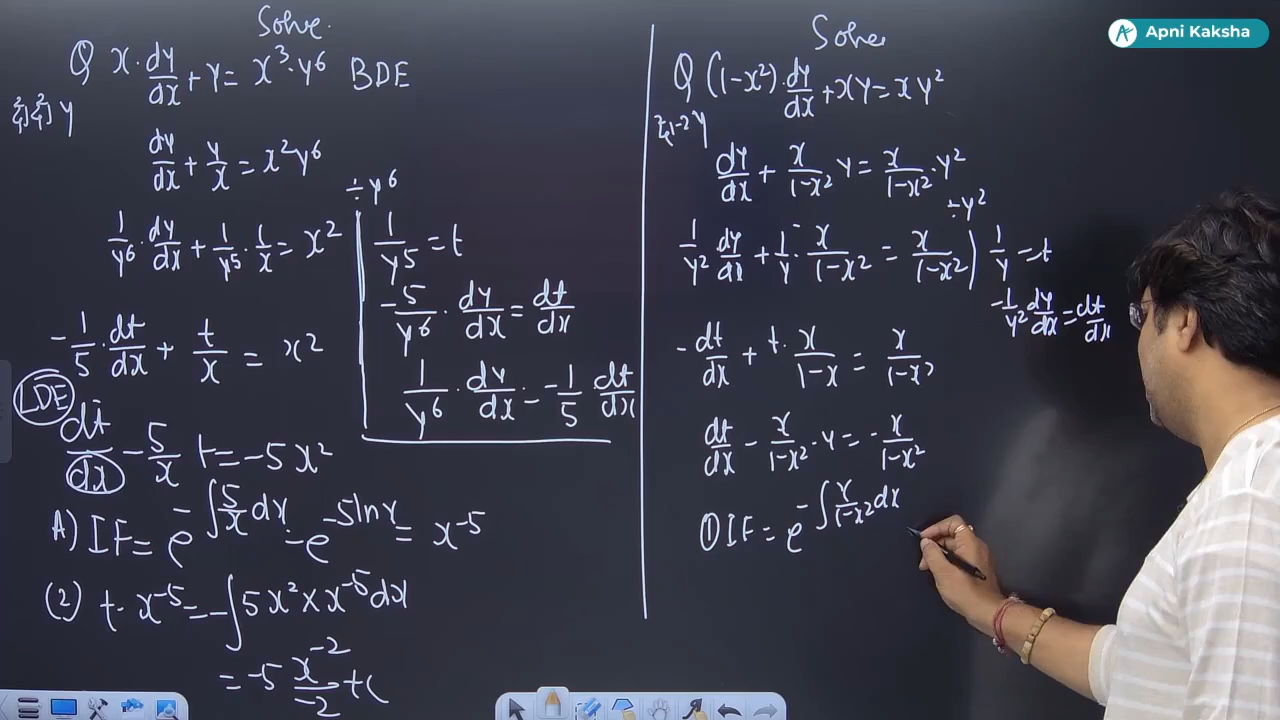 Apni Kaksha
Solve.
Q x·dy/dx + y = x³·y⁶ BDE
dy/dx + y/x = x²y⁶
÷y⁶
1/y⁶·dy/dx + 1/y⁵·1/x = x²
-1/5·dt/dx + t/x = x²
LDE
dt/dx - 5/x t = -5x²
A) IF = e^-∫5/x dx = e^-5lnx = x⁻⁵
(2) t·x⁻⁵ = -∫5x² × x⁻⁵dx
= -5 x⁻²/-2 + c
1/y⁵ = t
-5/y⁶·dy/dx = dt/dx
1/y⁶·dy/dx = -1/5 dt/dx
Solve
Q (1-x²)·dy/dx + xy = xy²
dy/dx + x/1-x² y = x/1-x²·y²
÷y²
1/y² dy/dx + 1/y·x/1-x² = x/1-x²
1/y = t
-1/y² dy/dx = dt/dx
-dt/dx + t·x/1-x = x/1-x²
dt/dx - x/1-x²·y = -x/1-x²
① IF = e^-∫x/1-x² dx